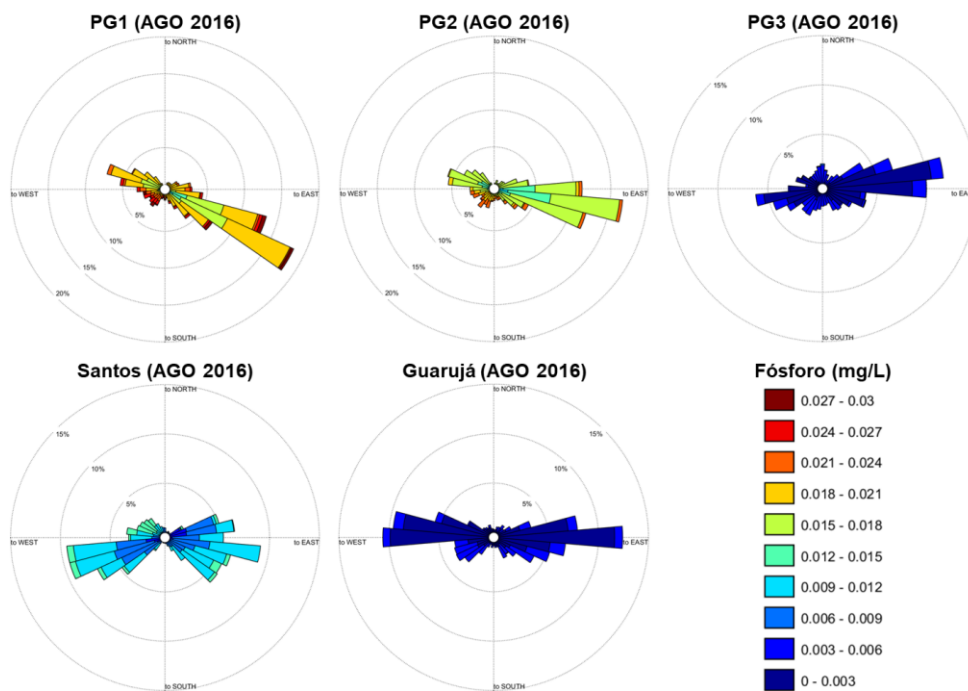 PG1 (AGO 2016)
to NORTH
to WEST
to EAST
5%
10%
15%
20%
to SOUTH
PG2 (AGO 2016)
to NORTH
to WEST
to EAST
5%
10%
15%
20%
to SOUTH
PG3 (AGO 2016)
to NORTH
15%
10%
5%
to WEST
to EAST
to SOUTH
Santos (AGO 2016)
to NORTH
15%
10%
5%
to WEST
to EAST
to SOUTH
Guarujá (AGO 2016)
to NORTH
15%
10%
5%
to WEST
to EAST
to SOUTH
Fósforo (mg/L)
0.027 - 0.03
0.024 - 0.027
0.021 - 0.024
0.018 - 0.021
0.015 - 0.018
0.012 - 0.015
0.009 - 0.012
0.006 - 0.009
0.003 - 0.006
0 - 0.003